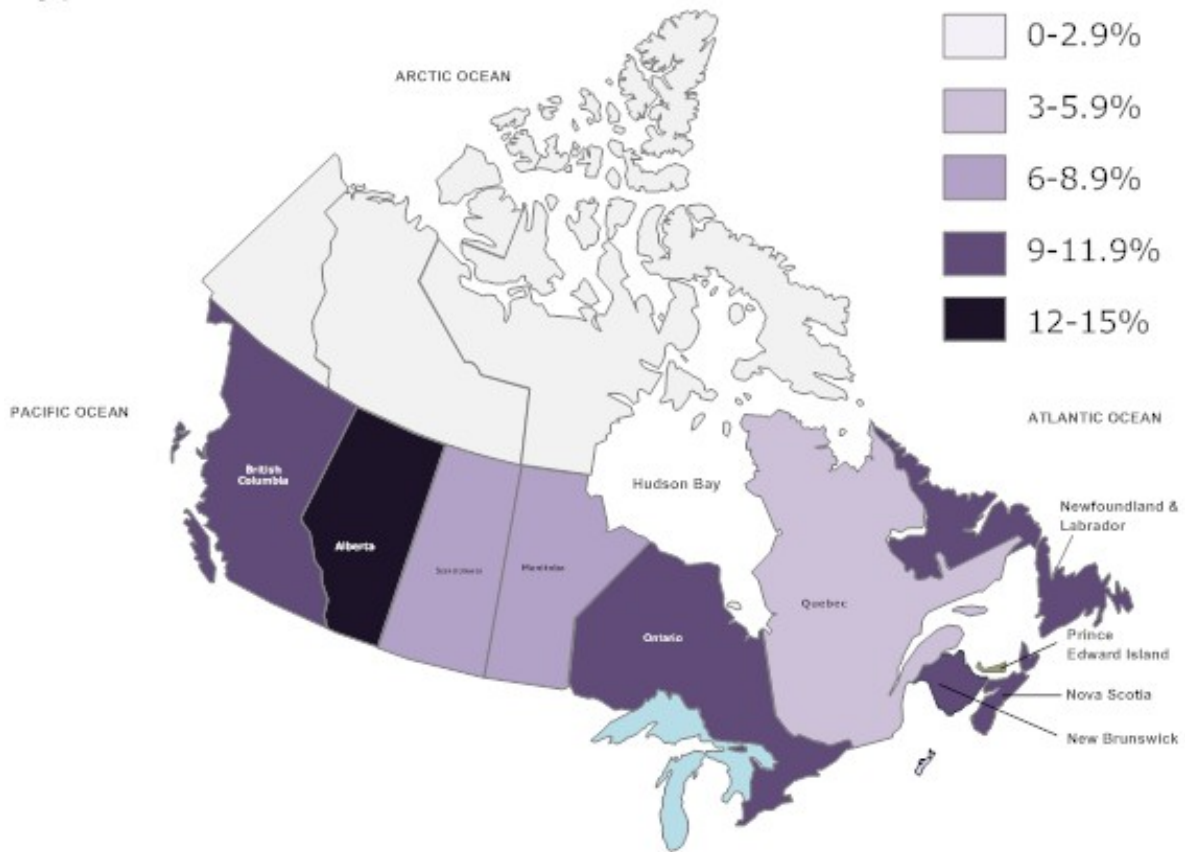 0-2.9%
ARCTIC OCEAN
3-5.9%
6-8.9%
9-11.9%
12-15%
PACIFIC OCEAN
ATLANTIC OCEAN
British
Columbia
Hudson Bay
Newfoundland &
Labrador
Alberta
Manitoba
Quebec
Ontario
Prince
Edward Island
Nova Scotia
New Brunswick